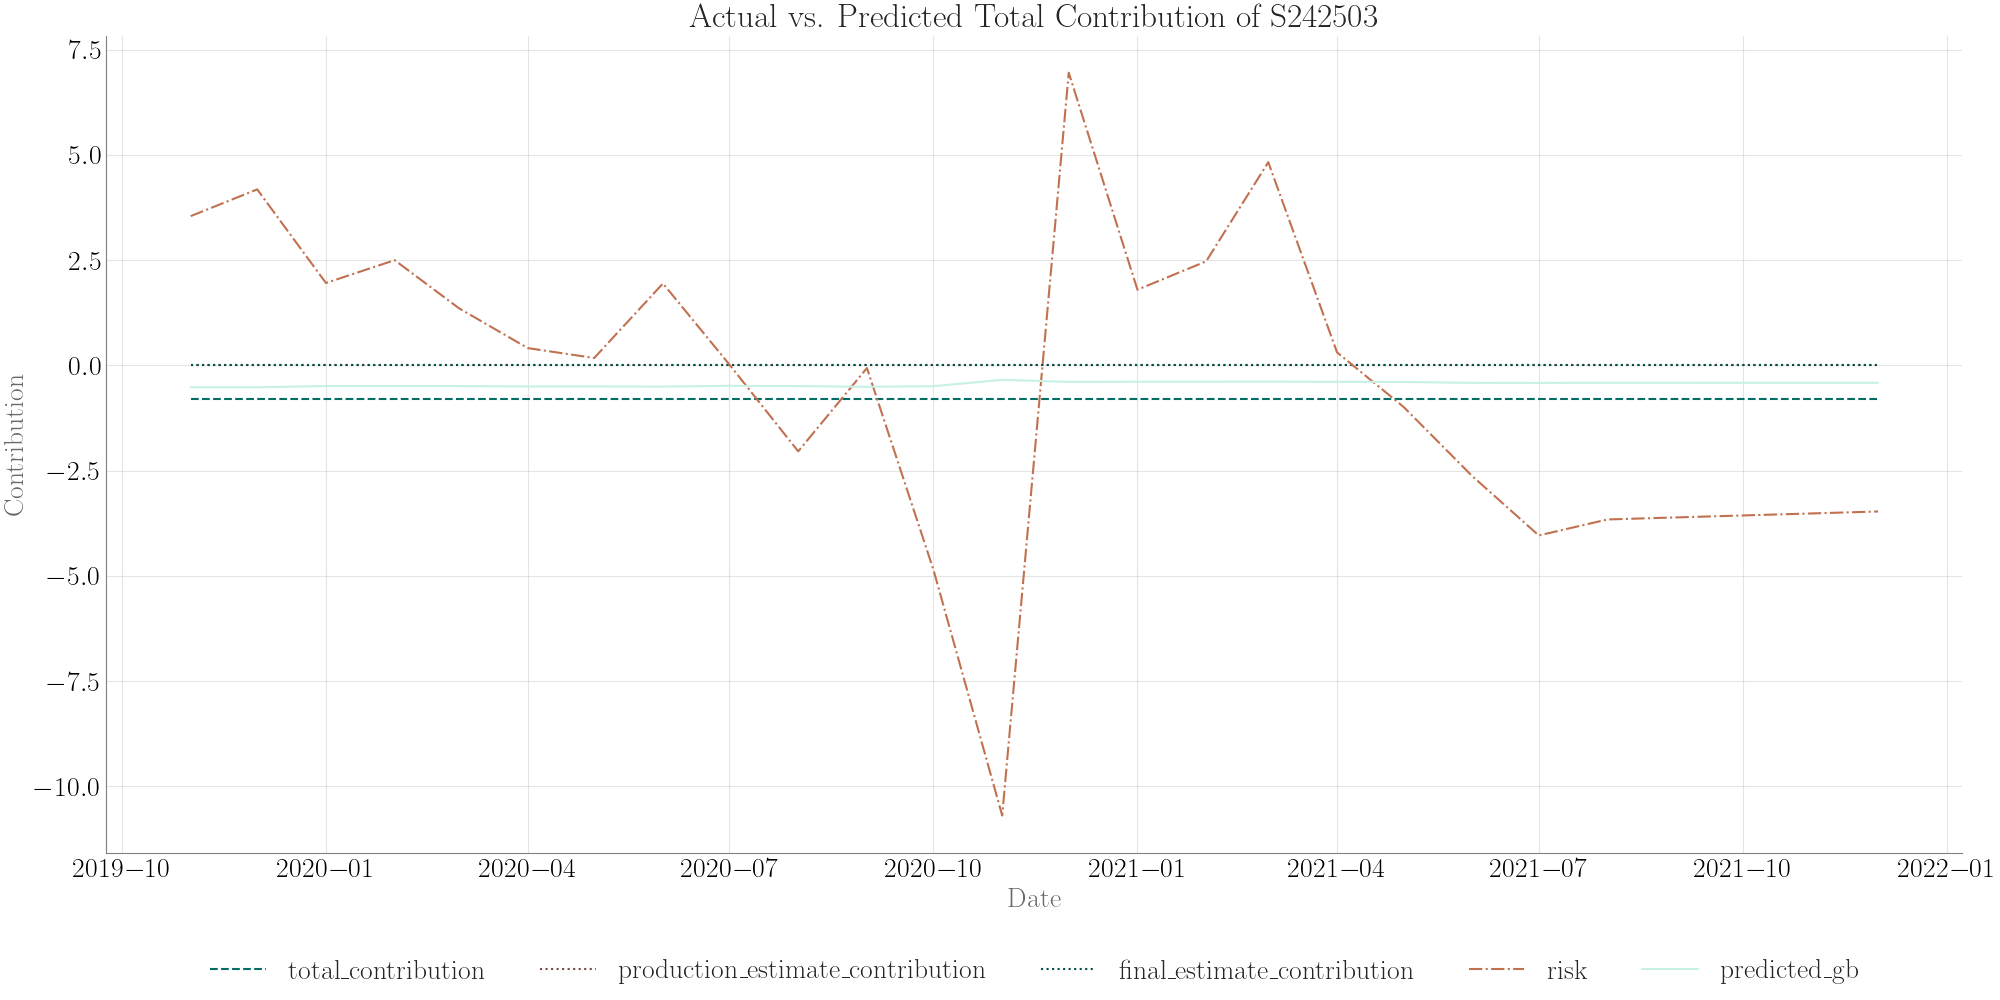 Actual vs. Predicted Total Contribution of S242503
7.5
5.0
2.5
0.0
−2.5
−5.0
−7.5
−10.0
Contribution
2019−10 2020−01 2020−04 2020−07 2020−10 2021−01 2021−04 2021−07 2021−10 2022−01
Date
total_contribution production_estimate_contribution final_estimate_contribution risk predicted_gb